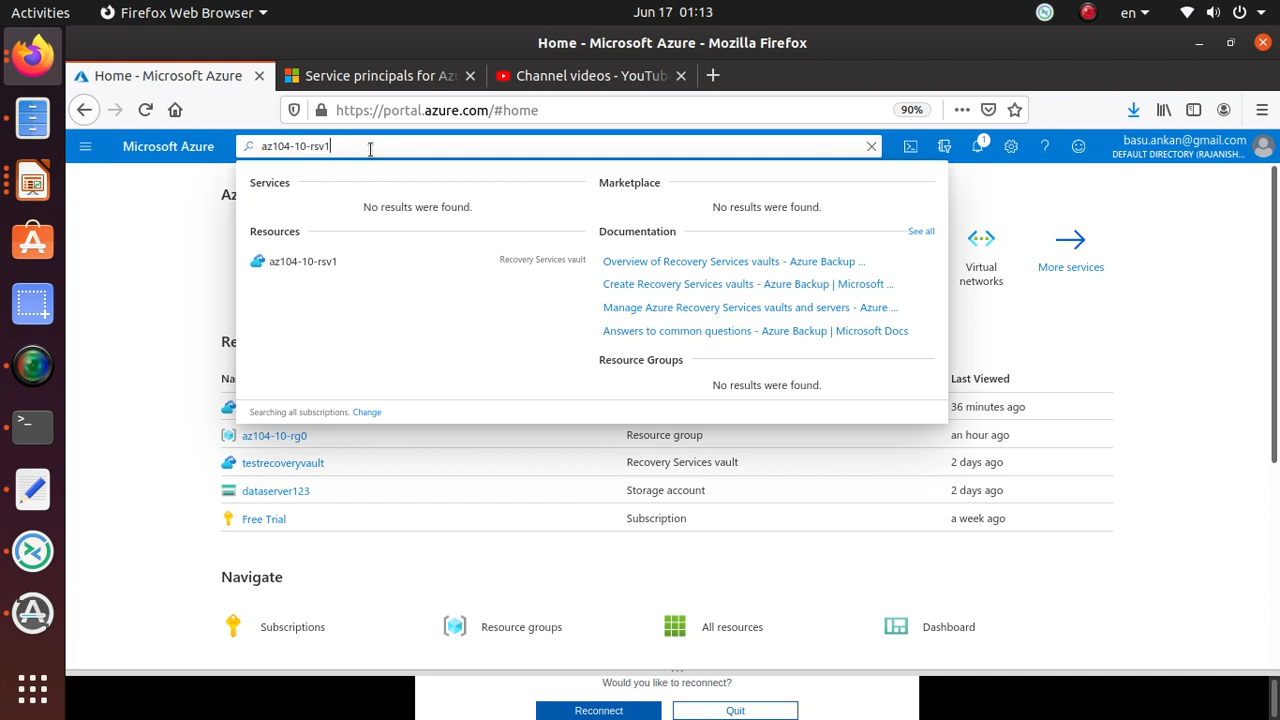 Activities
Firefox Web Browser
Jun 17 01:13
en
Home - Microsoft Azure - Mozilla Firefox
Home - Microsoft Azure
Service principals for Az
Channel videos - YouTub
https://portal.azure.com/#home
90%
Microsoft Azure
az104-10-rsv1
1
basu.ankan@gmail.com
DEFAULT DIRECTORY (RAJANISH...
Services
No results were found.
Marketplace
No results were found.
Resources
az104-10-rsv1
Recovery Services vault
Documentation
See all
Overview of Recovery Services vaults - Azure Backup ...
Create Recovery Services vaults - Azure Backup | Microsoft ...
Manage Azure Recovery Services vaults and servers - Azure ...
Answers to common questions - Azure Backup | Microsoft Docs
Resource Groups
No results were found.
Searching all subscriptions. Change
Az
Virtual networks
More services
Re
Na
Last Viewed
36 minutes ago
az104-10-rg0
Resource group
an hour ago
testrecoveryvault
Recovery Services vault
2 days ago
dataserver123
Storage account
2 days ago
Free Trial
Subscription
a week ago
Navigate
Subscriptions
Resource groups
All resources
Dashboard
Would you like to reconnect?
Reconnect
Quit